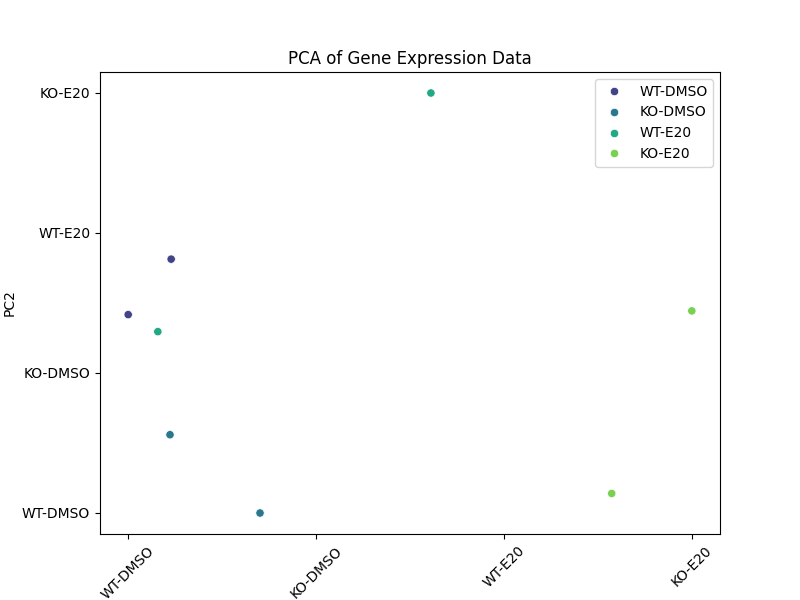 PCA of Gene Expression Data
KO-E20
WT-E20
KO-DMSO
WT-DMSO
PC2
WT-DMSO
KO-DMSO
WT-E20
KO-E20
WT-DMSO
KO-DMSO
WT-E20
KO-E20